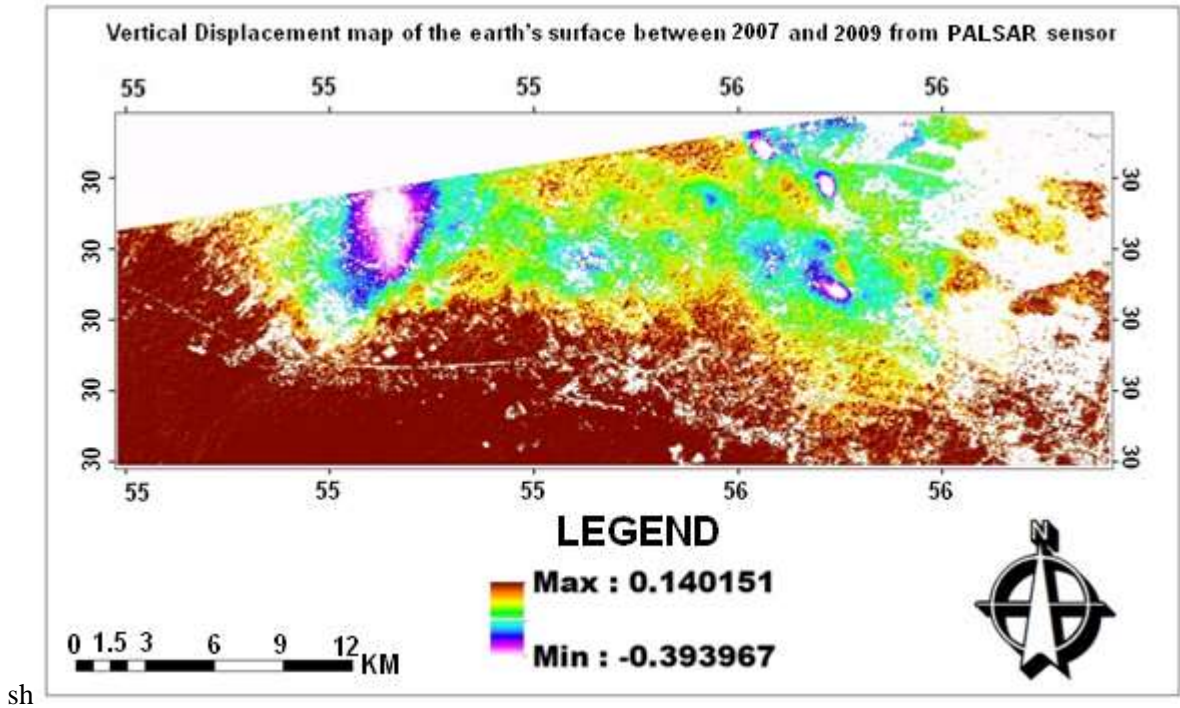 Vertical Displacement map of the earth's surface between 2007 and 2009 from PALSAR sensor
55 55 55 56 56
30 30
30 30
30 30
30 30
30 30
55 55 55 56 56
LEGEND
Max : 0.140151
Min : -0.393967
N
0 1.5 3 6 9 12
KM
sh